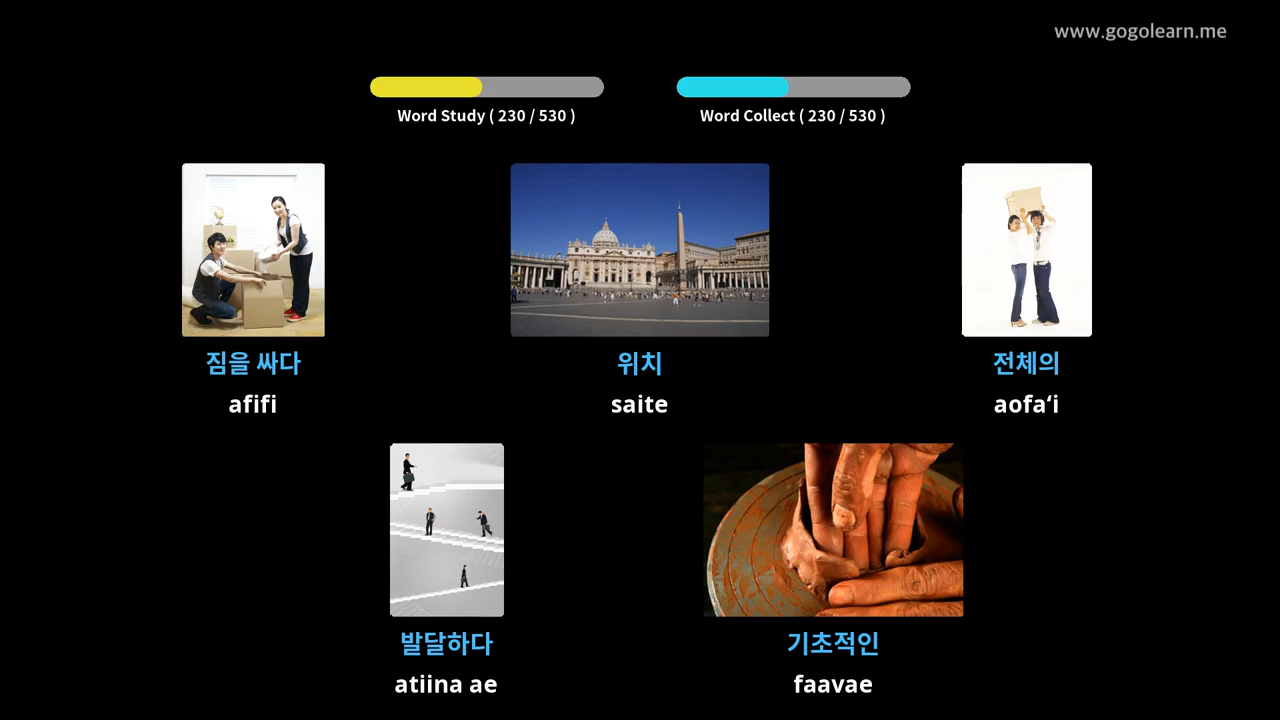 www.gogolearn.me
Word Study ( 230 / 530 )
Word Collect ( 230 / 530 )
짐을 싸다
afifi
위치
saite
전체의
aofa‘i
발달하다
atiina ae
기초적인
faavae